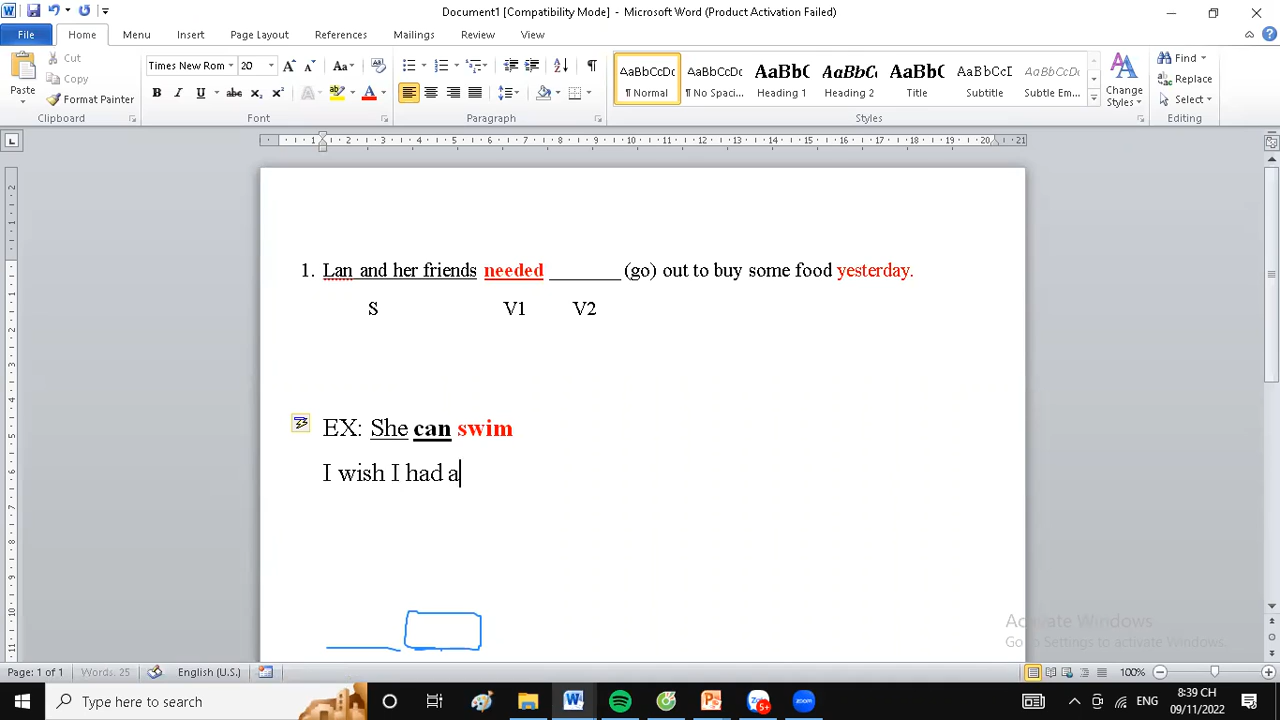 Document1 [Compatibility Mode] - Microsoft Word (Product Activation Failed)
File Home Menu Insert Page Layout References Mailings Review View
Cut
Copy
Format Painter
Paste
Clipboard
Times New Rom 20
Font
Paragraph
AaBbCcDc AaBbCcDc AaBbC AaBbCc AaBbC AaBbCcDd AaBbCcDd
¶ Normal ¶ No Spac... Heading 1 Heading 2 Title Subtitle Subtle Em...
Change Styles
Styles
Find
Replace
Select
Editing
1. Lan and her friends needed ________ (go) out to buy some food yesterday.
S V1 V2
EX: She can swim
I wish I had a
Activate Windows
Go to Settings to activate Windows.
Page: 1 of 1 Words: 25 English (U.S.) 100%
Type here to search
zoom
ENG
8:39 CH
09/11/2022